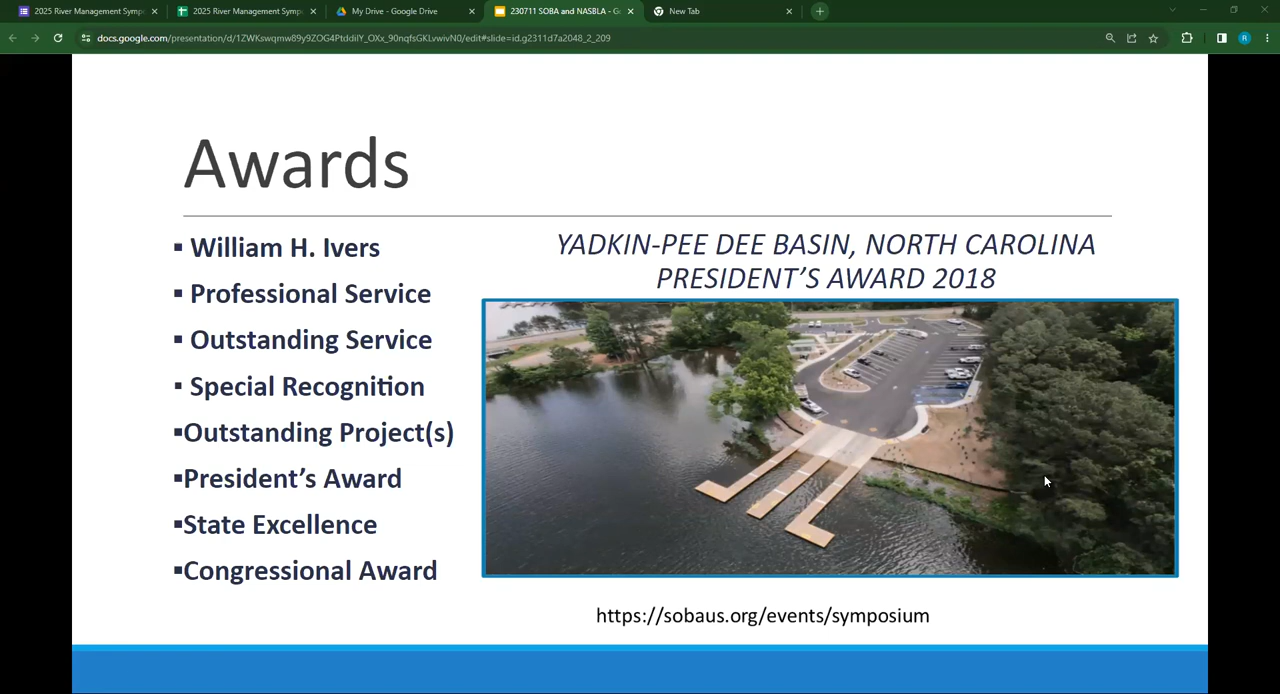 2025 River Management Symp
2025 River Management Symp
My Drive - Google Drive
230711 SOBA and NASBLA - Go
New Tab
docs.google.com/presentation/d/1ZWKswqmw89y9ZOG4PtddilY_OXx_90nqfsGKLvwivN0/edit#slide=id.g2311d7a2048_2_209
R
Awards
▪ William H. Ivers
▪ Professional Service
▪ Outstanding Service
▪ Special Recognition
▪Outstanding Project(s)
▪President’s Award
▪State Excellence
▪Congressional Award
YADKIN-PEE DEE BASIN, NORTH CAROLINA
PRESIDENT’S AWARD 2018
https://sobaus.org/events/symposium